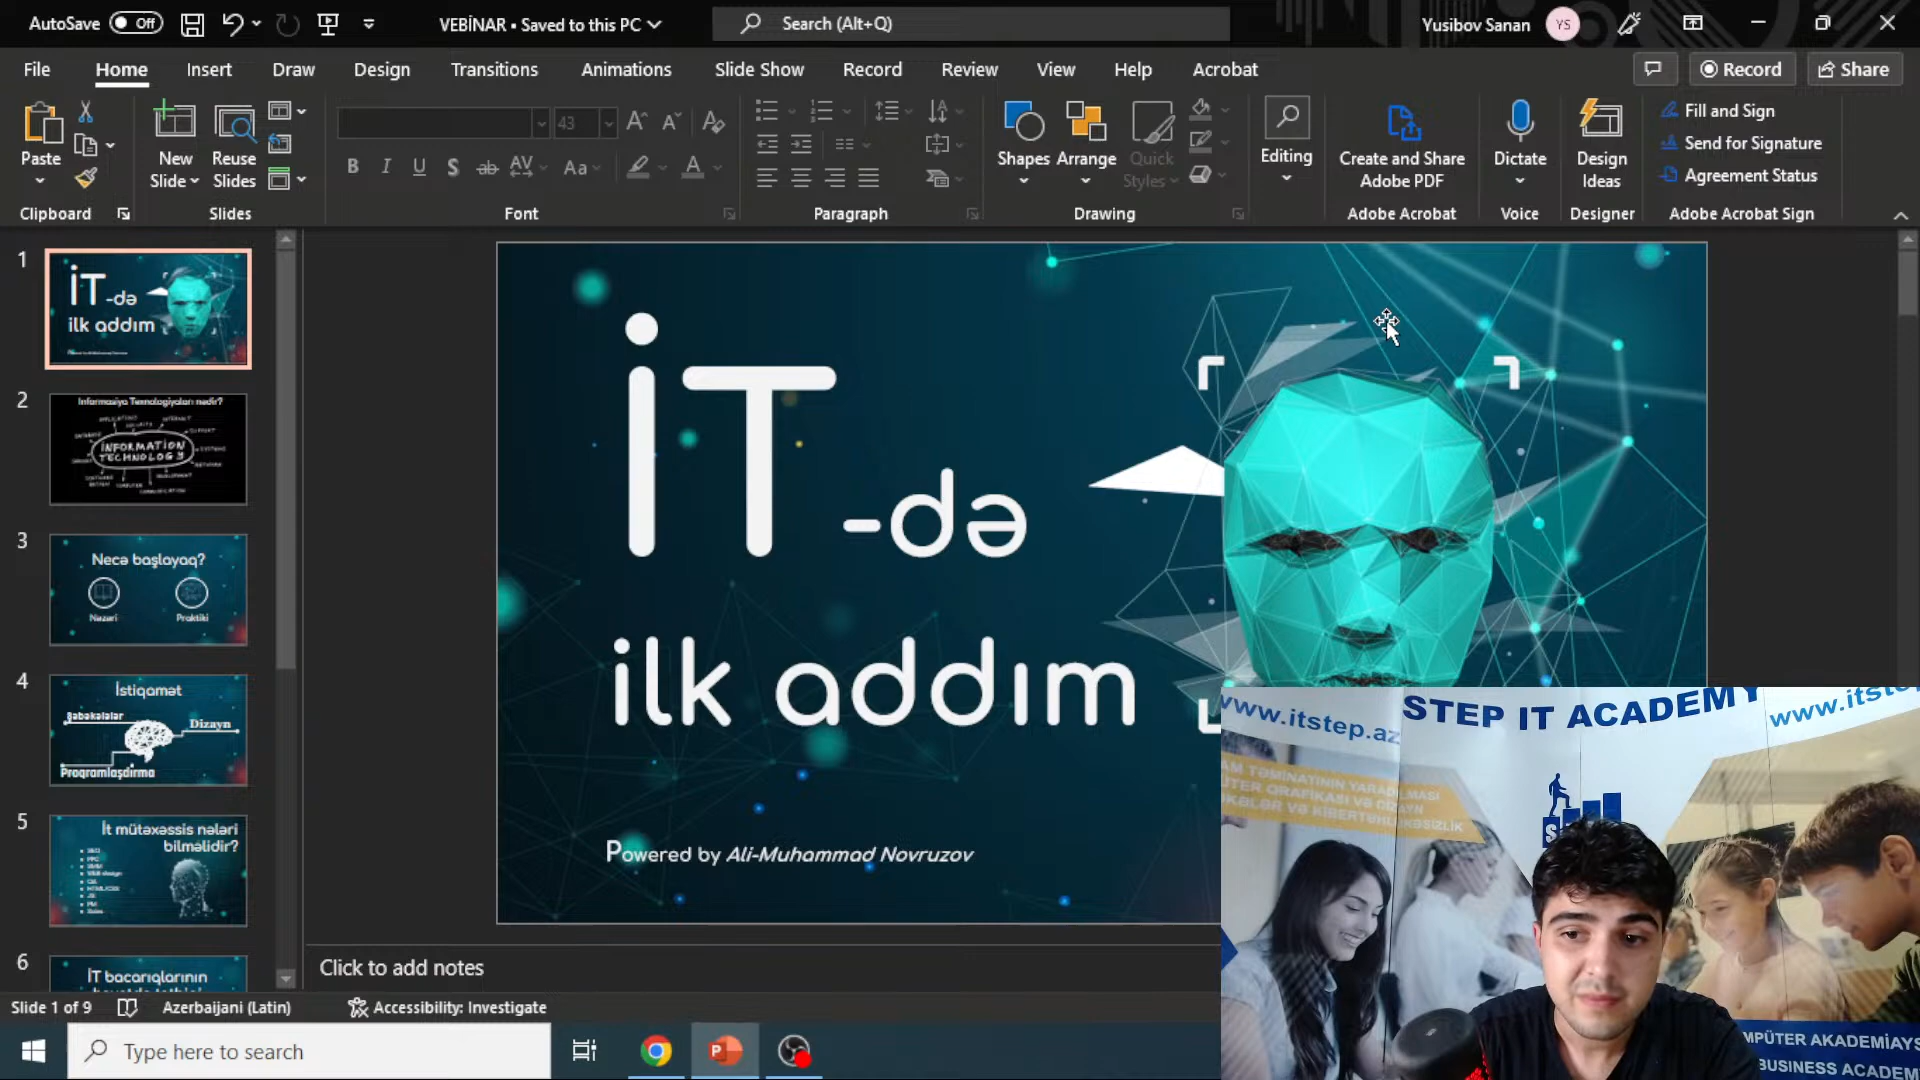 AutoSave Off VEBİNAR • Saved to this PC Search (Alt+Q) Yusibov Sanan YS
File Home Insert Draw Design Transitions Animations Slide Show Record Review View Help Acrobat Record Share
43
Paste New Slide Reuse Slides Aa Shapes Arrange Quick Styles Editing Create and Share Adobe PDF Dictate Design Ideas
Fill and Sign
Send for Signature
Agreement Status
Clipboard Slides Font Paragraph Drawing Adobe Acrobat Voice Designer Adobe Acrobat Sign
1
İT-də
ilk addım
2
INFORMATION
TECHNOLOGY
3
Necə başlayaq?
Nəzəri Praktiki
4
İstiqamət
Şəbəkələr Dizayn
Proqramlaşdırma
5
İt mütəxəssis nələri
bilməlidir?
6
İT bacarıqlarının
İT-də
ilk addım
Powered by Ali-Muhammad Novruzov
www.itstep.az
STEP IT ACADEMY
Click to add notes
Slide 1 of 9 Azerbaijani (Latin) Accessibility: Investigate
Type here to search
BUSINESS ACADEM